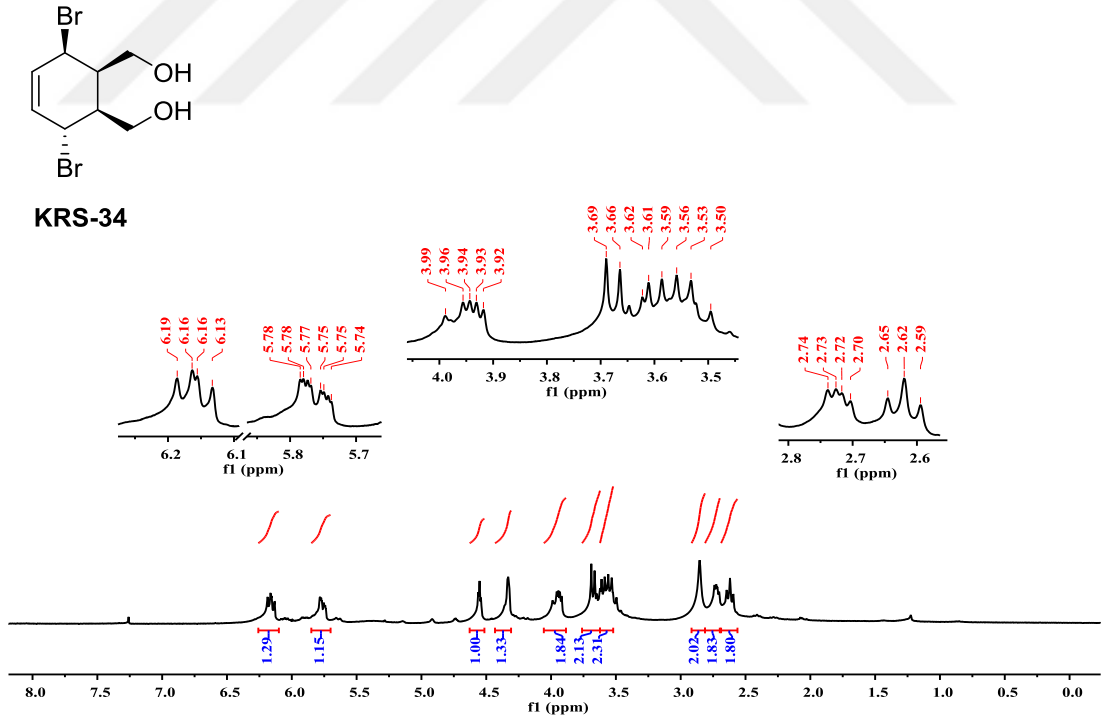 Br
OH
OH
Br
KRS-34
3.69 3.66 3.62 3.61 3.59 3.56 3.53 3.50
3.99 3.96 3.94 3.93 3.92
6.19 6.16 6.16 6.13
5.78 5.78 5.77 5.75 5.75 5.74
2.74 2.73 2.72 2.70 2.65 2.62 2.59
4.0 3.9 3.8 3.7 3.6 3.5
f1 (ppm)
6.2 6.1 5.8 5.7
f1 (ppm)
2.8 2.7 2.6
f1 (ppm)
1.29 1.15 1.00 1.33 1.84 2.13 2.31 2.02 1.83 1.80
8.0 7.5 7.0 6.5 6.0 5.5 5.0 4.5 4.0 3.5 3.0 2.5 2.0 1.5 1.0 0.5 0.0
f1 (ppm)